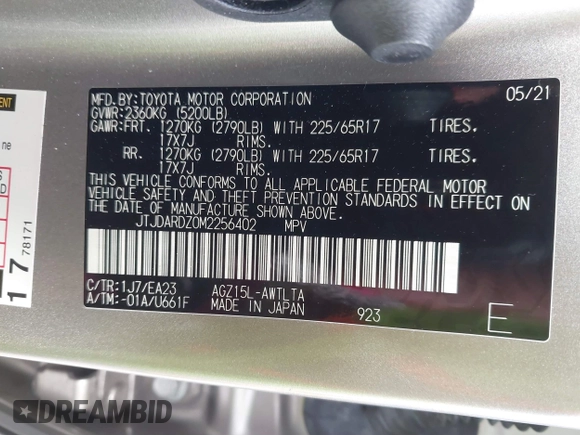 MFD.BY:TOYOTA MOTOR CORPORATION 05/21
GVWR:2360KG (5200LB)
GAWR:FRT. 1270KG (2790LB) WITH 225/65R17 TIRES.
17X7J RIMS.
RR. 1270KG (2790LB) WITH 225/65R17 TIRES.
17X7J RIMS.
THIS VEHICLE CONFORMS TO ALL APPLICABLE FEDERAL MOTOR
VEHICLE SAFETY AND THEFT PREVENTION STANDARDS IN EFFECT ON
THE DATE OF MANUFACTURE SHOWN ABOVE.
JTJDARDZ0M2256402 MPV
C/TR:1J7/EA23 AGZ15L-AWTLTA
A/TM:-01A/U661F MADE IN JAPAN 923 E
ENT
ne
S
D
17
78171
DREAMBID